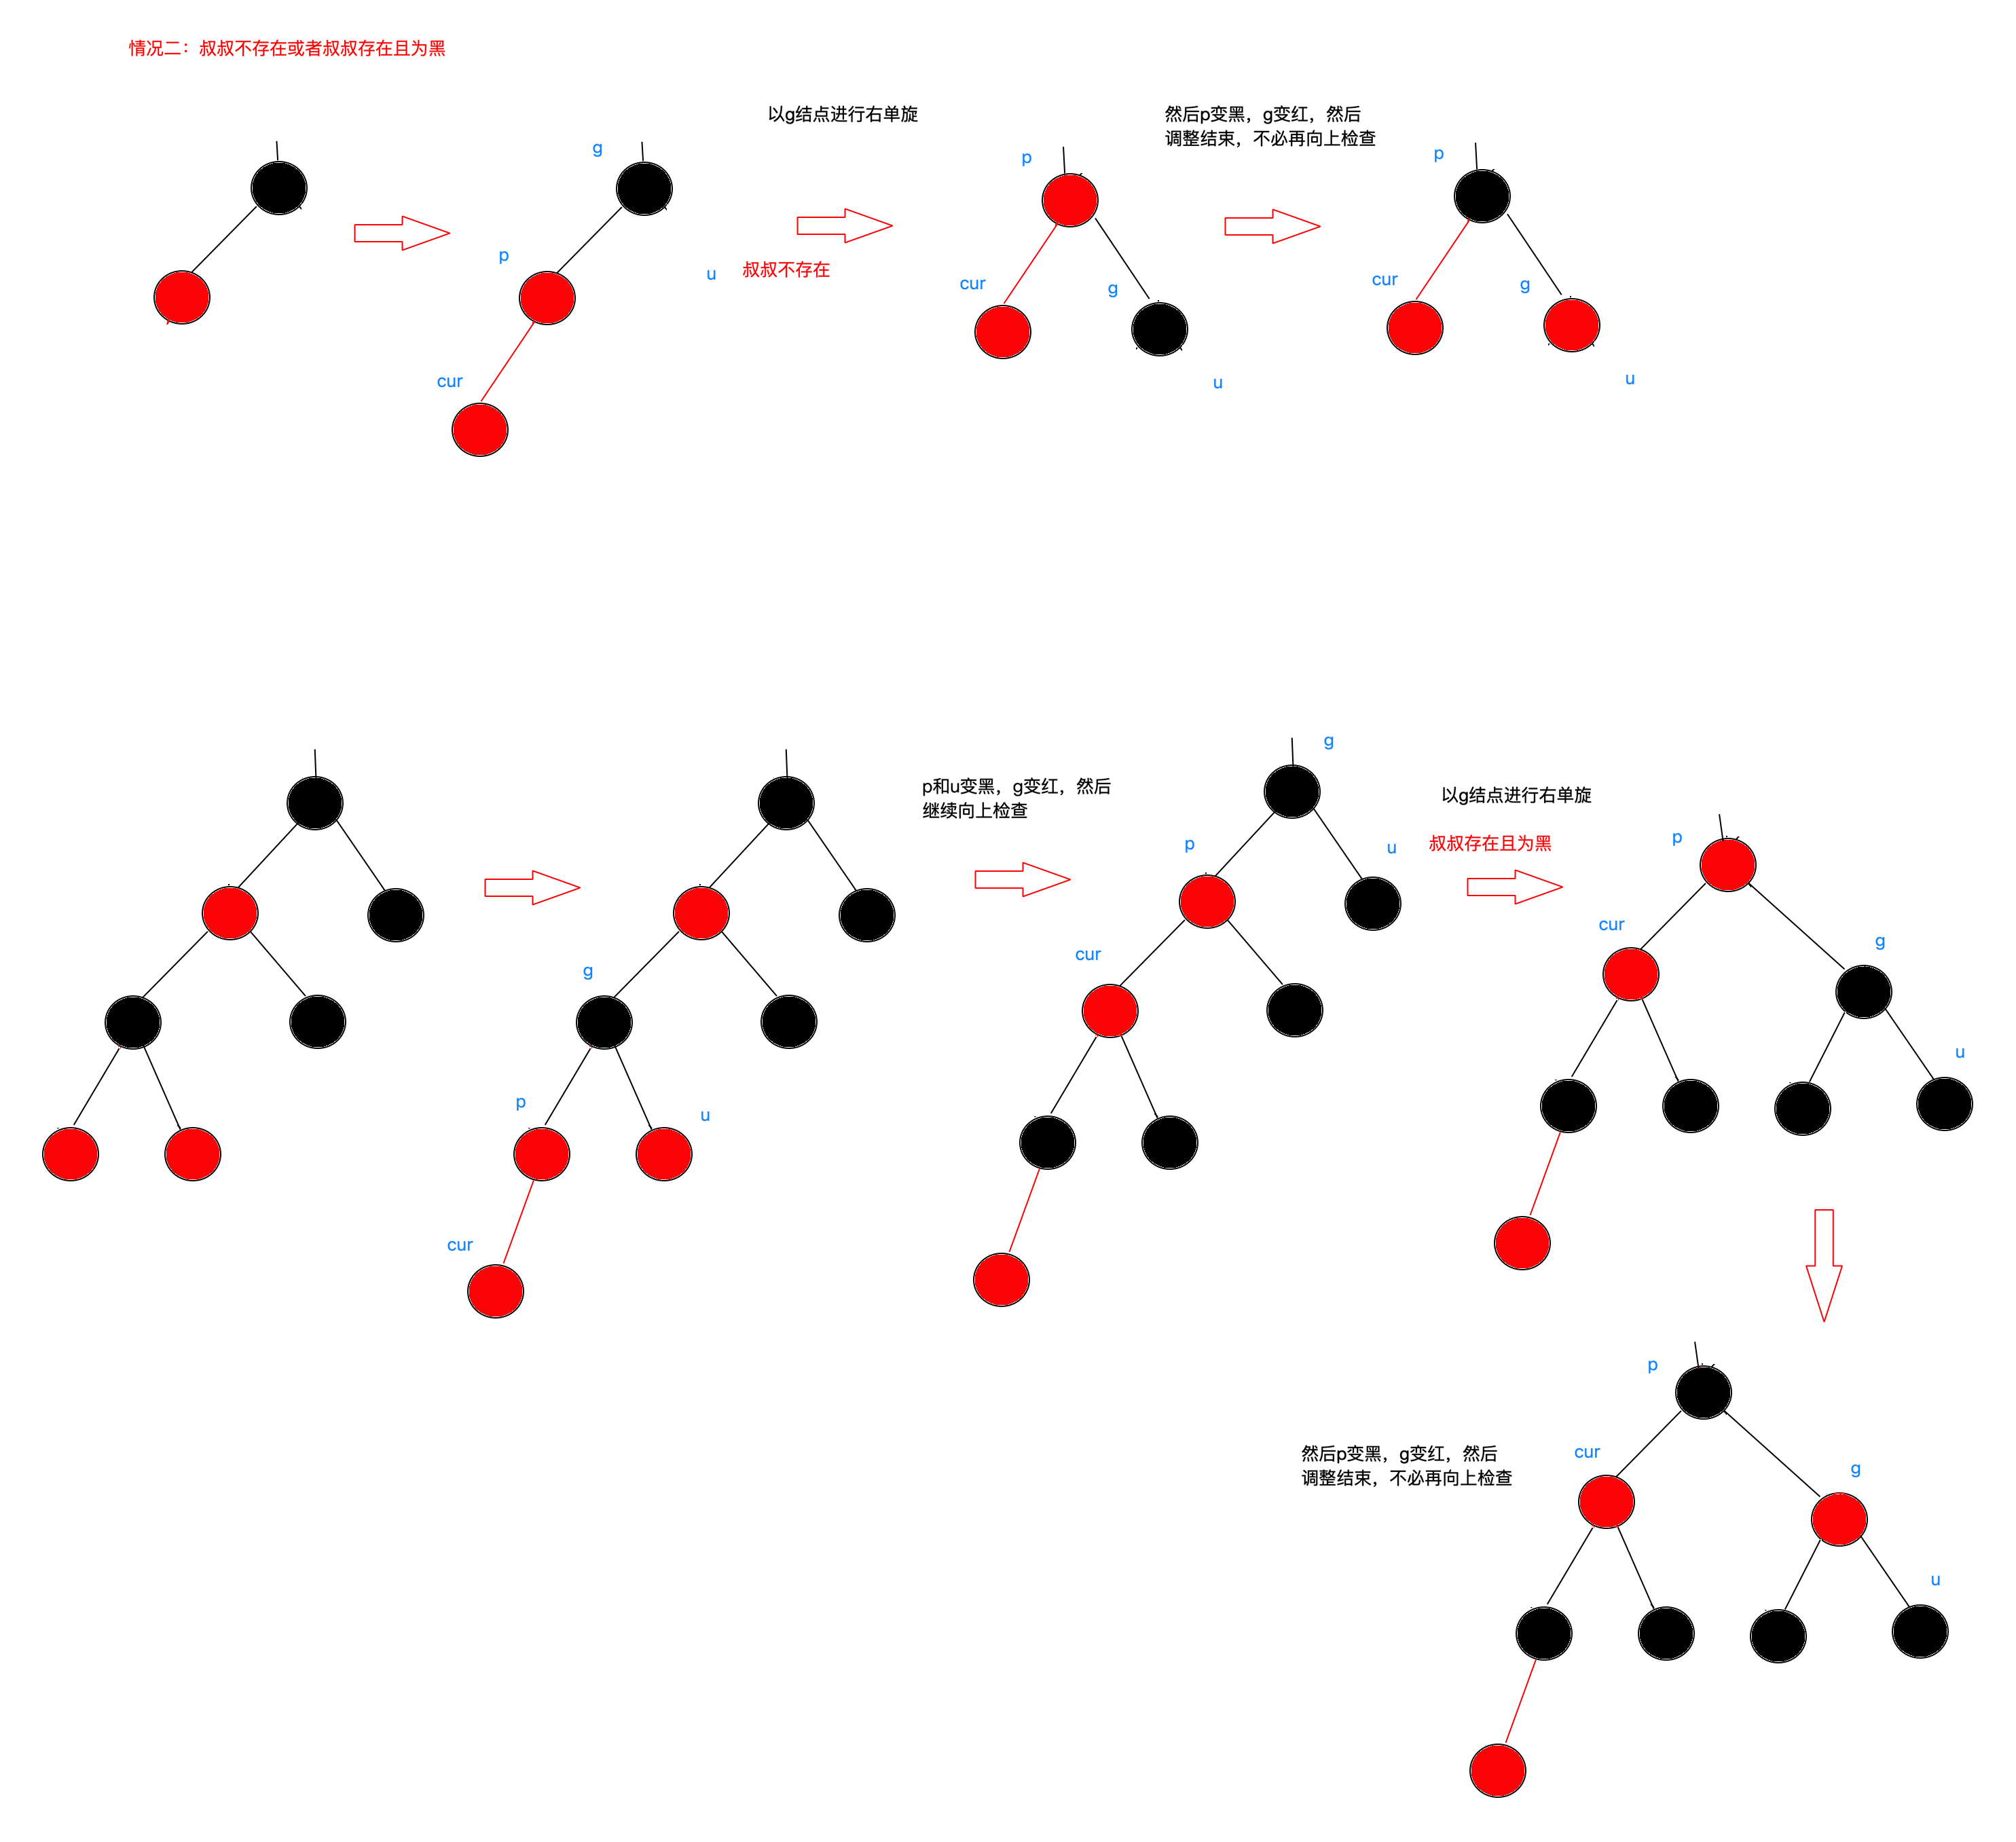 情况二：叔叔不存在或者叔叔存在且为黑
以g结点进行右单旋
然后p变黑，g变红，然后
调整结束，不必再向上检查
g
p
u
cur
叔叔不存在
p
cur
g
u
p
cur
g
u
g
p
u
cur
p和u变黑，g变红，然后
继续向上检查
g
p
u
cur
以g结点进行右单旋
叔叔存在且为黑
p
cur
g
u
然后p变黑，g变红，然后
调整结束，不必再向上检查
p
cur
g
u